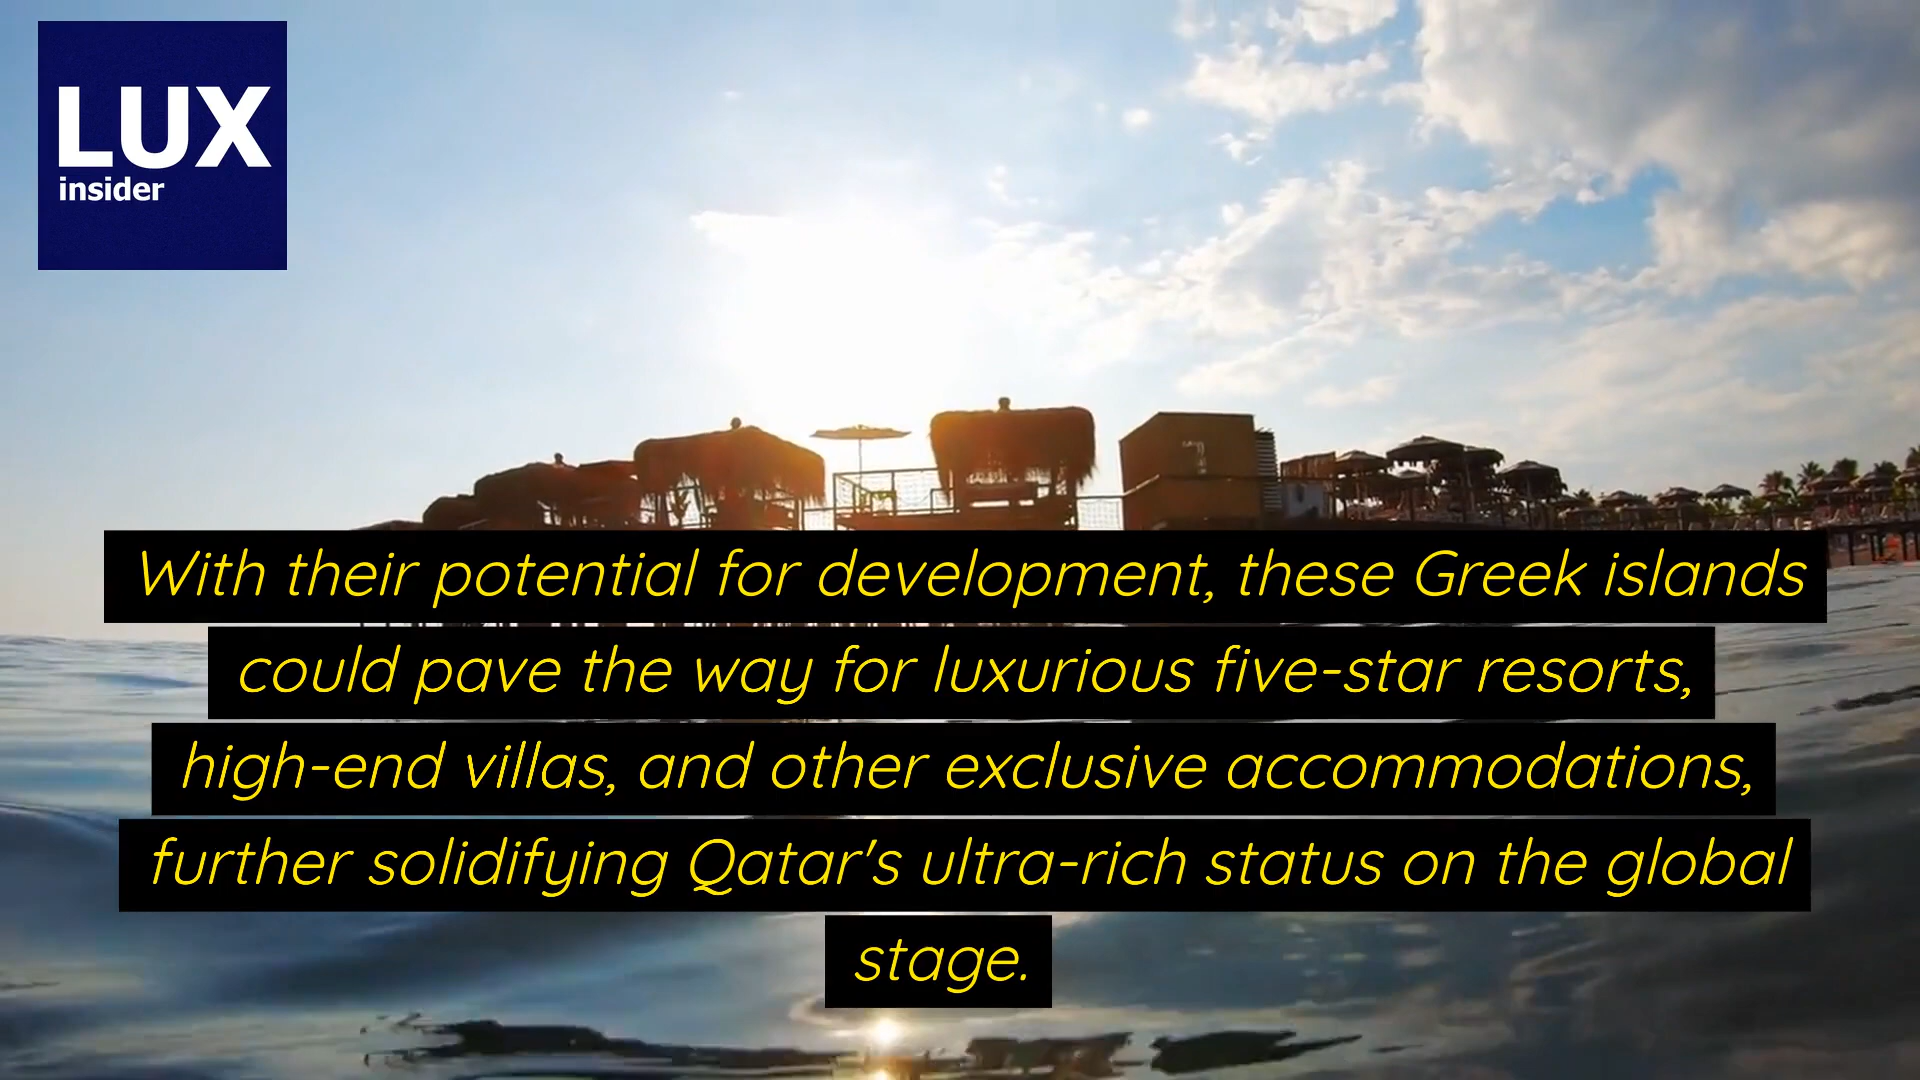 LUX
insider
With their potential for development, these Greek islands
could pave the way for luxurious five-star resorts,
high-end villas, and other exclusive accommodations,
further solidifying Qatar's ultra-rich status on the global
stage.